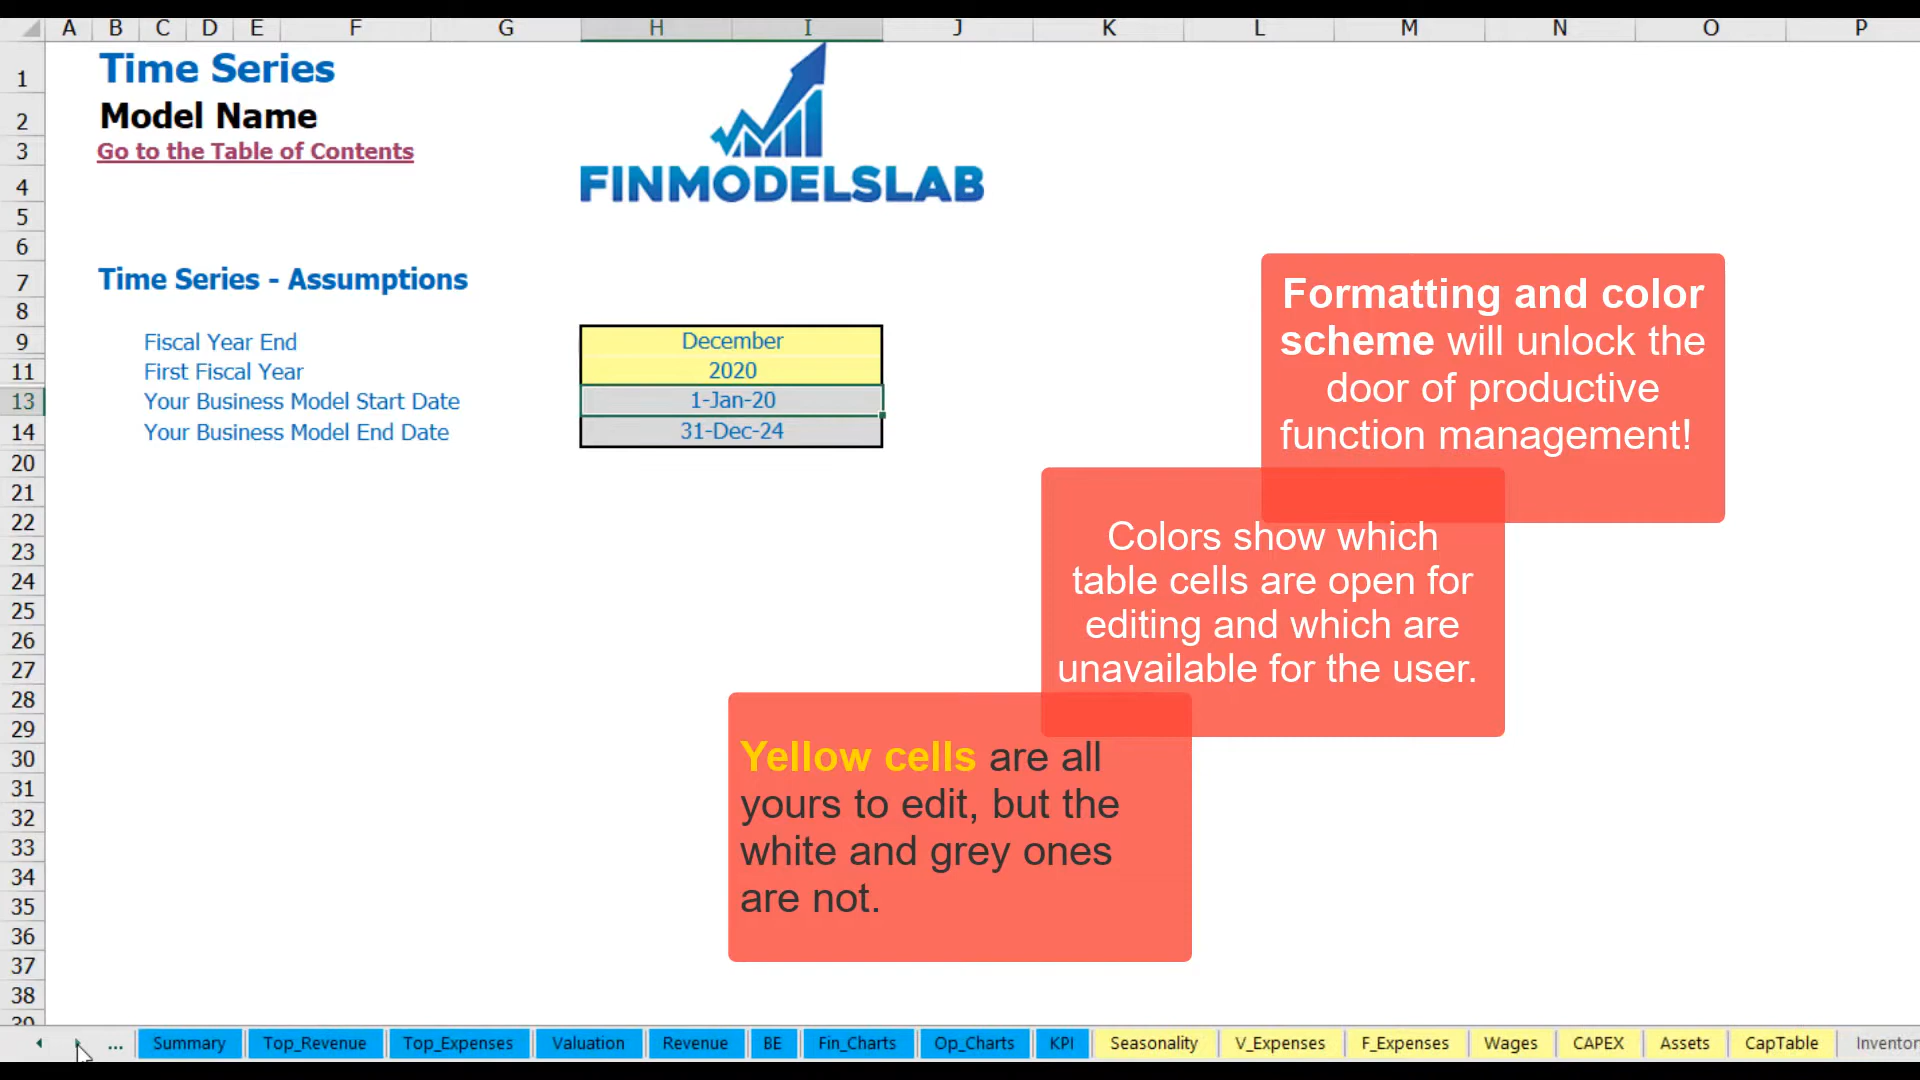 A B C D E F G H I J K L M N O P
1 Time Series
2 Model Name
3 Go to the Table of Contents
4
5
6
FINMODELSLAB
7 Time Series - Assumptions
8
9 Fiscal Year End December
11 First Fiscal Year 2020
13 Your Business Model Start Date 1-Jan-20
14 Your Business Model End Date 31-Dec-24
20
21
22
23
24
25
26
27
28
29
30
31
32
33
34
35
36
37
38
39
Formatting and color
scheme will unlock the
door of productive
function management!
Colors show which
table cells are open for
editing and which are
unavailable for the user.
Yellow cells are all
yours to edit, but the
white and grey ones
are not.
... Summary Top_Revenue Top_Expenses Valuation Revenue BE Fin_Charts Op_Charts KPI Seasonality V_Expenses F_Expenses Wages CAPEX Assets CapTable Inventor